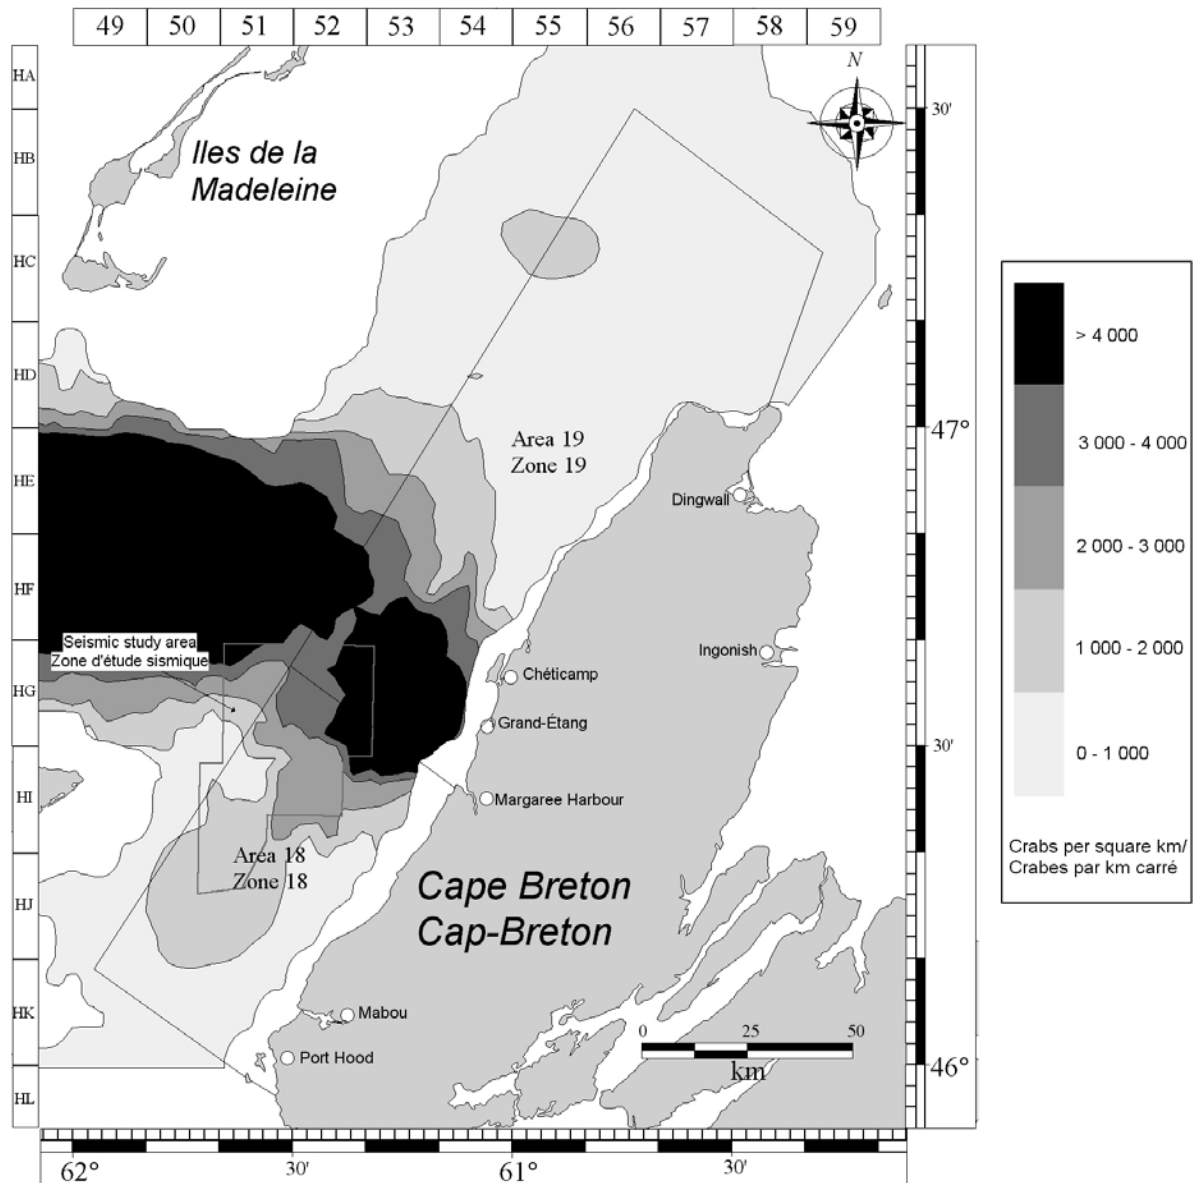 49 50 51 52 53 54 55 56 57 58 59
HA
HB
HC
HD
HE
HF
HG
HI
HJ
HK
HL
N
30'
47°
30'
46°
Iles de la
Madeleine
Area 19
Zone 19
Dingwall
Seismic study area
Zone d'étude sismique
Ingonish
Chéticamp
Grand-Étang
Margaree Harbour
Area 18
Zone 18
Cape Breton
Cap-Breton
Mabou
Port Hood
0 25 50
km
62° 30' 61° 30'
> 4 000
3 000 - 4 000
2 000 - 3 000
1 000 - 2 000
0 - 1 000
Crabs per square km/
Crabes par km carré